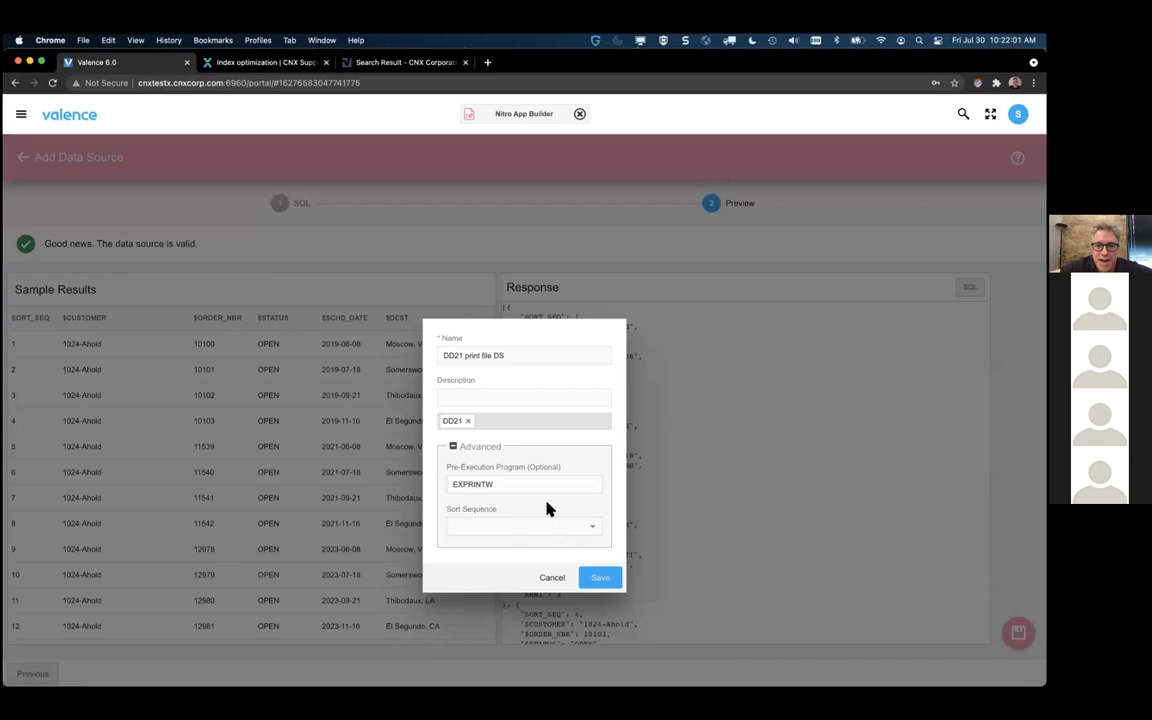 Chrome File Edit View History Bookmarks Profiles Tab Window Help Fri Jul 30 10:22:01 AM
Valence 6.0 Index optimization | CNX Supp Search Result – CNX Corporati
Not Secure cnxtestx.cnxcorp.com:6960/portal/#16276583047741775
valence Nitro App Builder S
Add Data Source
1 SQL 2 Preview
Good news. The data source is valid.
Sample Results
Response SQL
SORT_SEQ $CUSTOMER $ORDER_NBR $STATUS $SCHD_DATE $DEST
1 1024-Ahold 10100 OPEN 2019-06-08 Moscow,
2 1024-Ahold 10101 OPEN 2019-07-18 Somersw
3 1024-Ahold 10102 OPEN 2019-09-21 Thibodaux
4 1024-Ahold 10103 OPEN 2019-11-16 El Segund
5 1024-Ahold 11539 OPEN 2021-06-08 Moscow,
6 1024-Ahold 11540 OPEN 2021-07-18 Somersw
7 1024-Ahold 11541 OPEN 2021-09-21 Thibodau
8 1024-Ahold 11542 OPEN 2021-11-16 El Segund
9 1024-Ahold 12978 OPEN 2023-06-08 Moscow,
10 1024-Ahold 12979 OPEN 2023-07-18 Somersw
11 1024-Ahold 12980 OPEN 2023-09-21 Thibodaux, LA
12 1024-Ahold 12981 OPEN 2023-11-16 El Segundo, CA
* Name
DD21 print file DS
Description
DD21
Advanced
Pre-Execution Program (Optional)
EXPRINTW
Sort Sequence
Cancel Save
[{
}, {
"SORT_SEQ": 4,
"$CUSTOMER": "1024-Ahold",
"$ORDER_NBR": 10103,
Previous